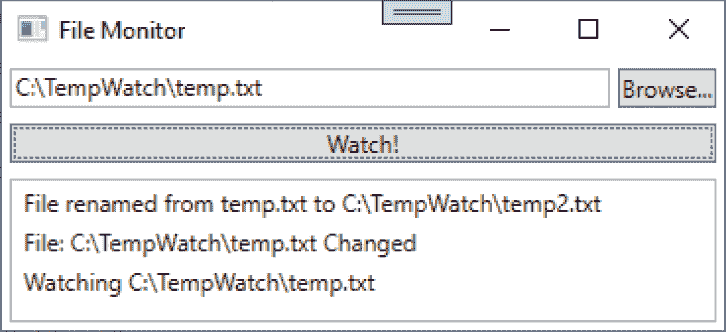 File Monitor
C:\TempWatch\temp.txt Browse...
Watch!
File renamed from temp.txt to C:\TempWatch\temp2.txt
File: C:\TempWatch\temp.txt Changed
Watching C:\TempWatch\temp.txt